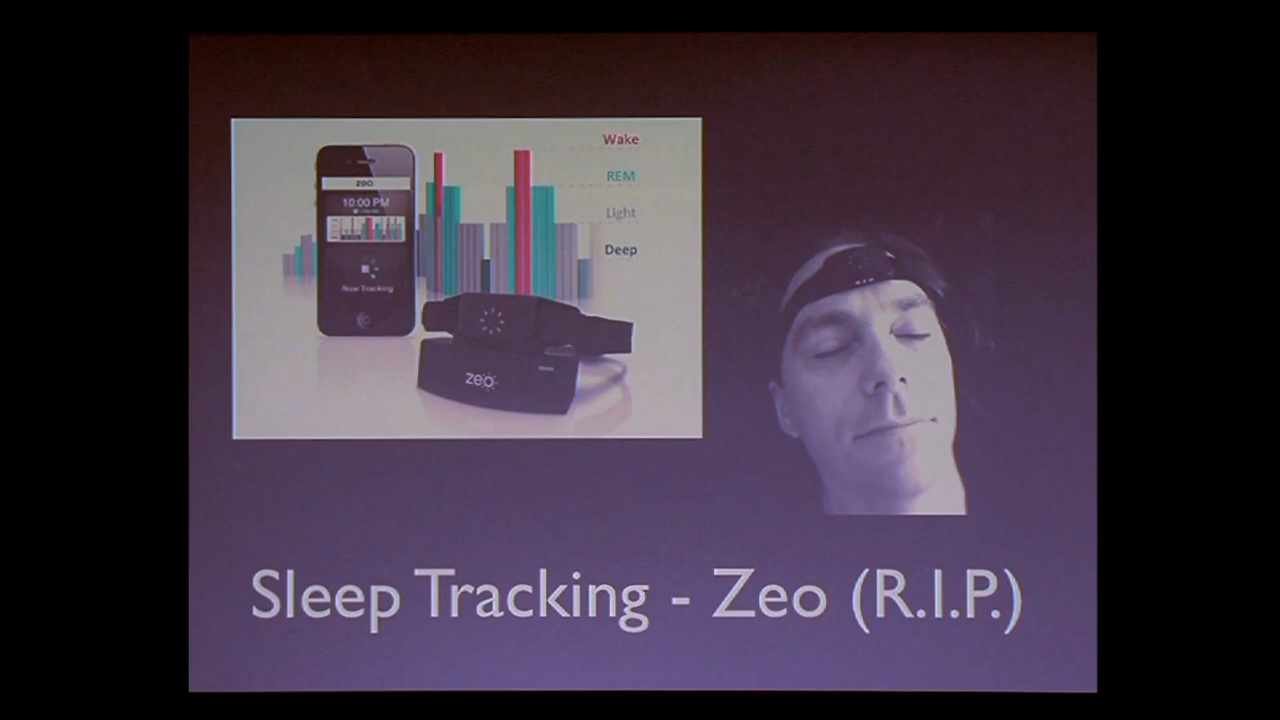 Wake
REM
Light
Deep
zeo
10:00 PM
Now Tracking
zeo
Sleep Tracking - Zeo (R.I.P.)